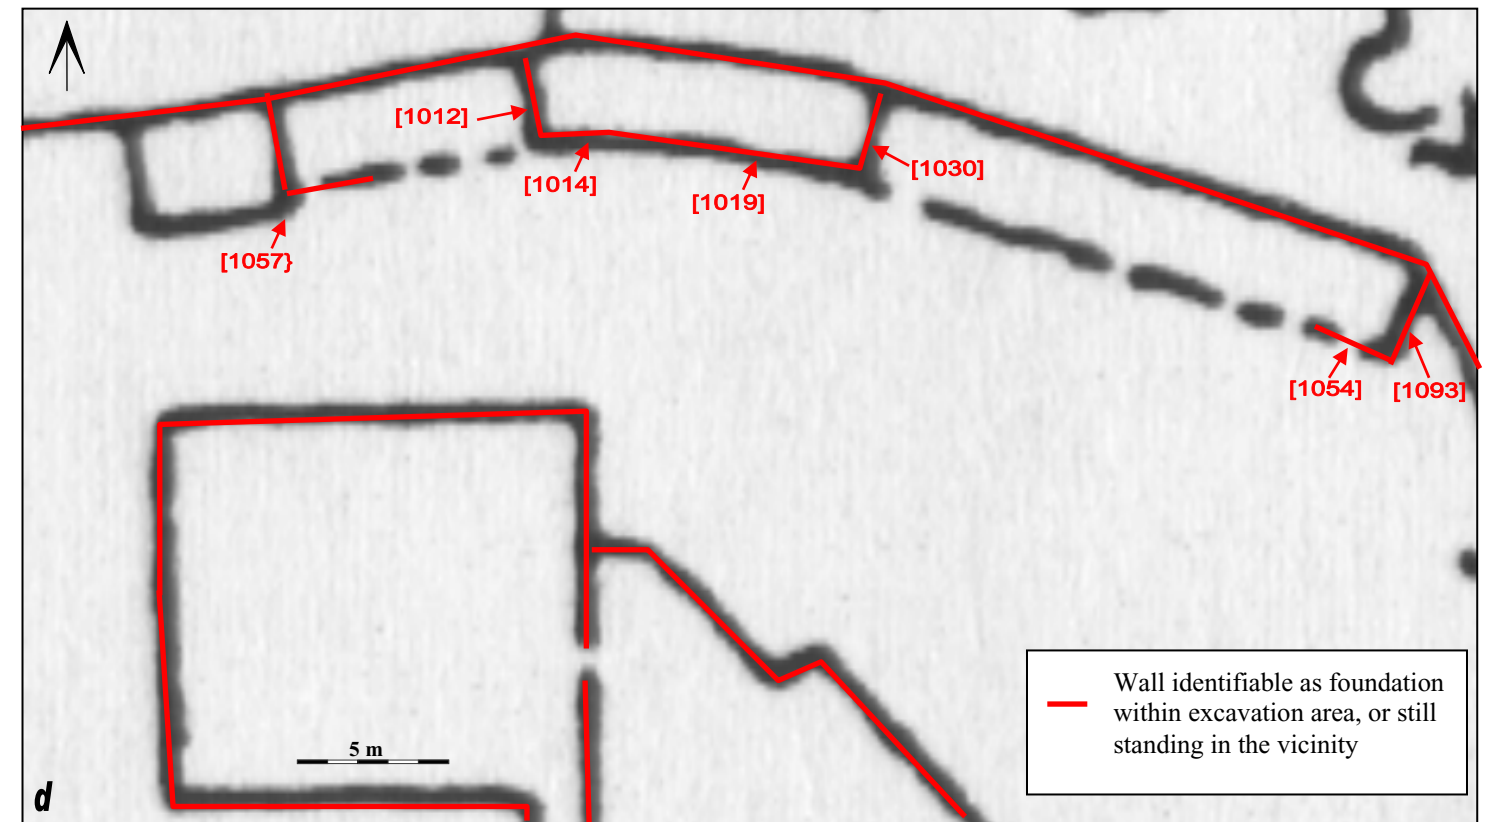 [1012]
[1014]
[1030]
[1019]
[1057}
[1054]
[1093]
Wall identifiable as foundation
within excavation area, or still
standing in the vicinity
5 m
d